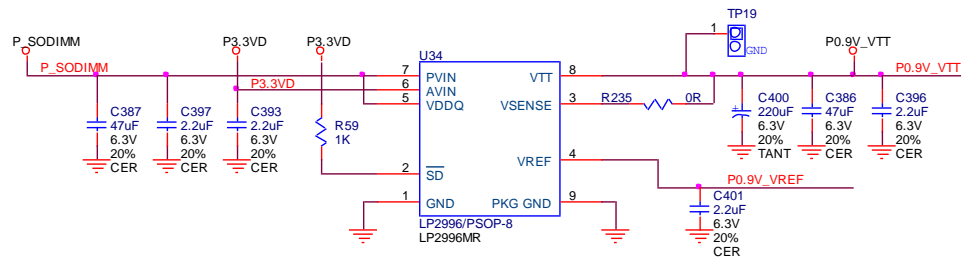 TP19
1
GND
P_SODIMM
P3.3VD
P3.3VD
P0.9V_VTT
U34
P_SODIMM
7
PVIN
VTT
8
P0.9V_VTT
P3.3VD
6
AVIN
5
VDDQ
VSENSE
3
R235
0R
C387
47uF
6.3V
20%
CER
C397
2.2uF
6.3V
20%
CER
C393
2.2uF
6.3V
20%
CER
R59
1K
C400
220uF
6.3V
20%
TANT
C386
47uF
6.3V
20%
CER
C396
2.2uF
6.3V
20%
CER
VREF
4
2
SD
P0.9V_VREF
1
GND
PKG GND
9
C401
2.2uF
6.3V
20%
CER
LP2996/PSOP-8
LP2996MR